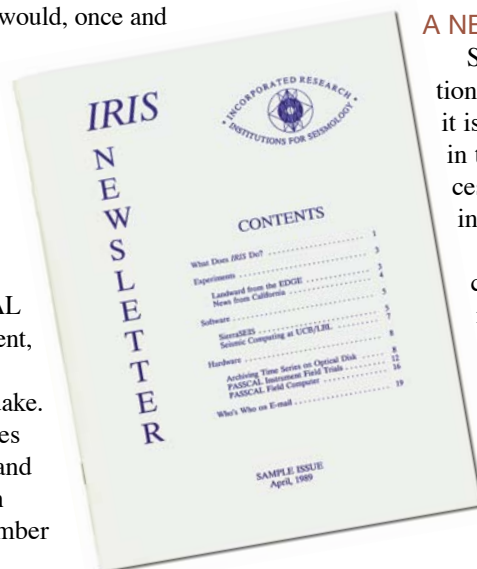 would, once and
AL
ent,
ake.
es
and
n
mber
IRIS
N
E
W
S
L
E
T
T
E
R
INCORPORATED RESEARCH
INSTITUTIONS FOR SEISMOLOGY
CONTENTS
What Does IRIS Do? .................... 1
Experiments .................... 3
Landward from the EDGE .................... 3
News from California .................... 4
Software .................... 5
SierraSEIS .................... 5
Seismic Computing at UCB/LBL .................... 7
Hardware .................... 8
Archiving Time Series on Optical Disk .................... 8
PASSCAL Instrument Field Trials .................... 12
PASSCAL Field Computer .................... 16
Who's Who on E-mail .................... 19
SAMPLE ISSUE
April, 1989
A NE
S
tion
it is
in t
ces
in
c